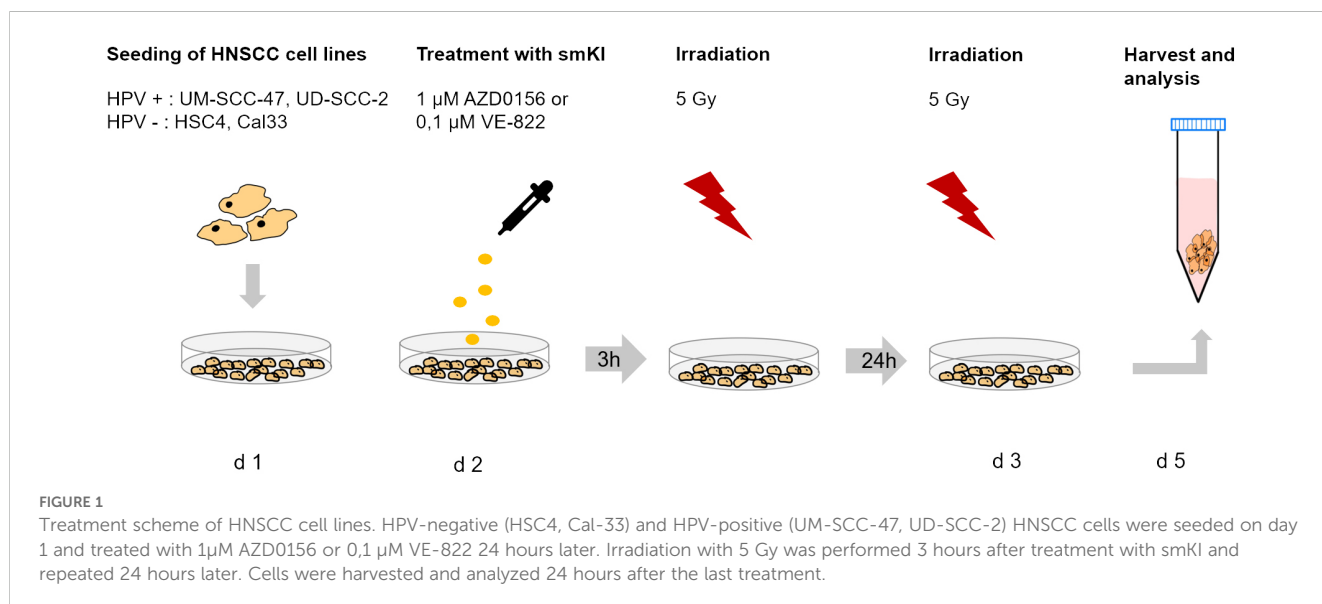 Seeding of HNSCC cell lines
HPV + : UM-SCC-47, UD-SCC-2
HPV - : HSC4, Cal33
Treatment with smKI
1 µM AZD0156 or
0,1 µM VE-822
Irradiation
5 Gy
Irradiation
5 Gy
Harvest and
analysis
3h
24h
d 1
d 2
d 3
d 5
FIGURE 1
Treatment scheme of HNSCC cell lines. HPV-negative (HSC4, Cal-33) and HPV-positive (UM-SCC-47, UD-SCC-2) HNSCC cells were seeded on day
1 and treated with 1µM AZD0156 or 0,1 µM VE-822 24 hours later. Irradiation with 5 Gy was performed 3 hours after treatment with smKI and
repeated 24 hours later. Cells were harvested and analyzed 24 hours after the last treatment.